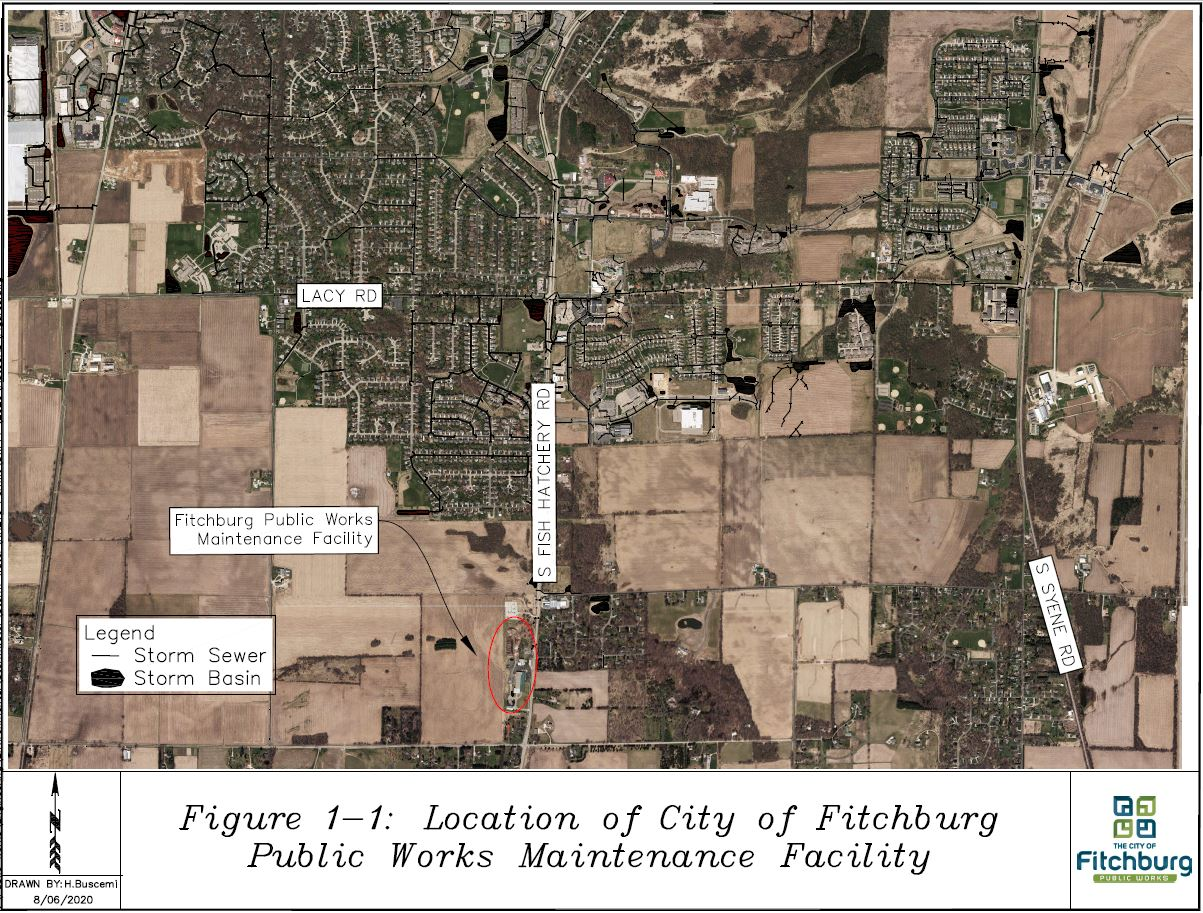 LACY RD
S FISH HATCHERY RD
Fitchburg Public Works
Maintenance Facility
S SYENE RD
Legend
Storm Sewer
Storm Basin
N
DRAWN BY: H.Buscemi
8/06/2020
Figure 1-1: Location of City of Fitchburg
Public Works Maintenance Facility
THE CITY OF
Fitchburg
PUBLIC WORKS